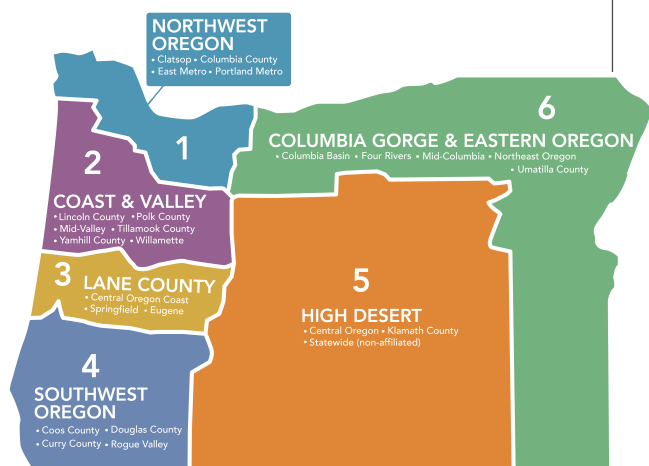 NORTHWEST
OREGON
• Clatsop • Columbia County
• East Metro • Portland Metro
1
6
COLUMBIA GORGE & EASTERN OREGON
• Columbia Basin • Four Rivers • Mid-Columbia • Northeast Oregon
• Umatilla County
2
COAST & VALLEY
• Lincoln County • Polk County
• Mid-Valley • Tillamook County
• Yamhill County • Willamette
3
LANE COUNTY
• Central Oregon Coast
• Springfield • Eugene
5
HIGH DESERT
• Central Oregon • Klamath County
• Statewide (non-affiliated)
4
SOUTHWEST
OREGON
• Coos County • Douglas County
• Curry County • Rogue Valley